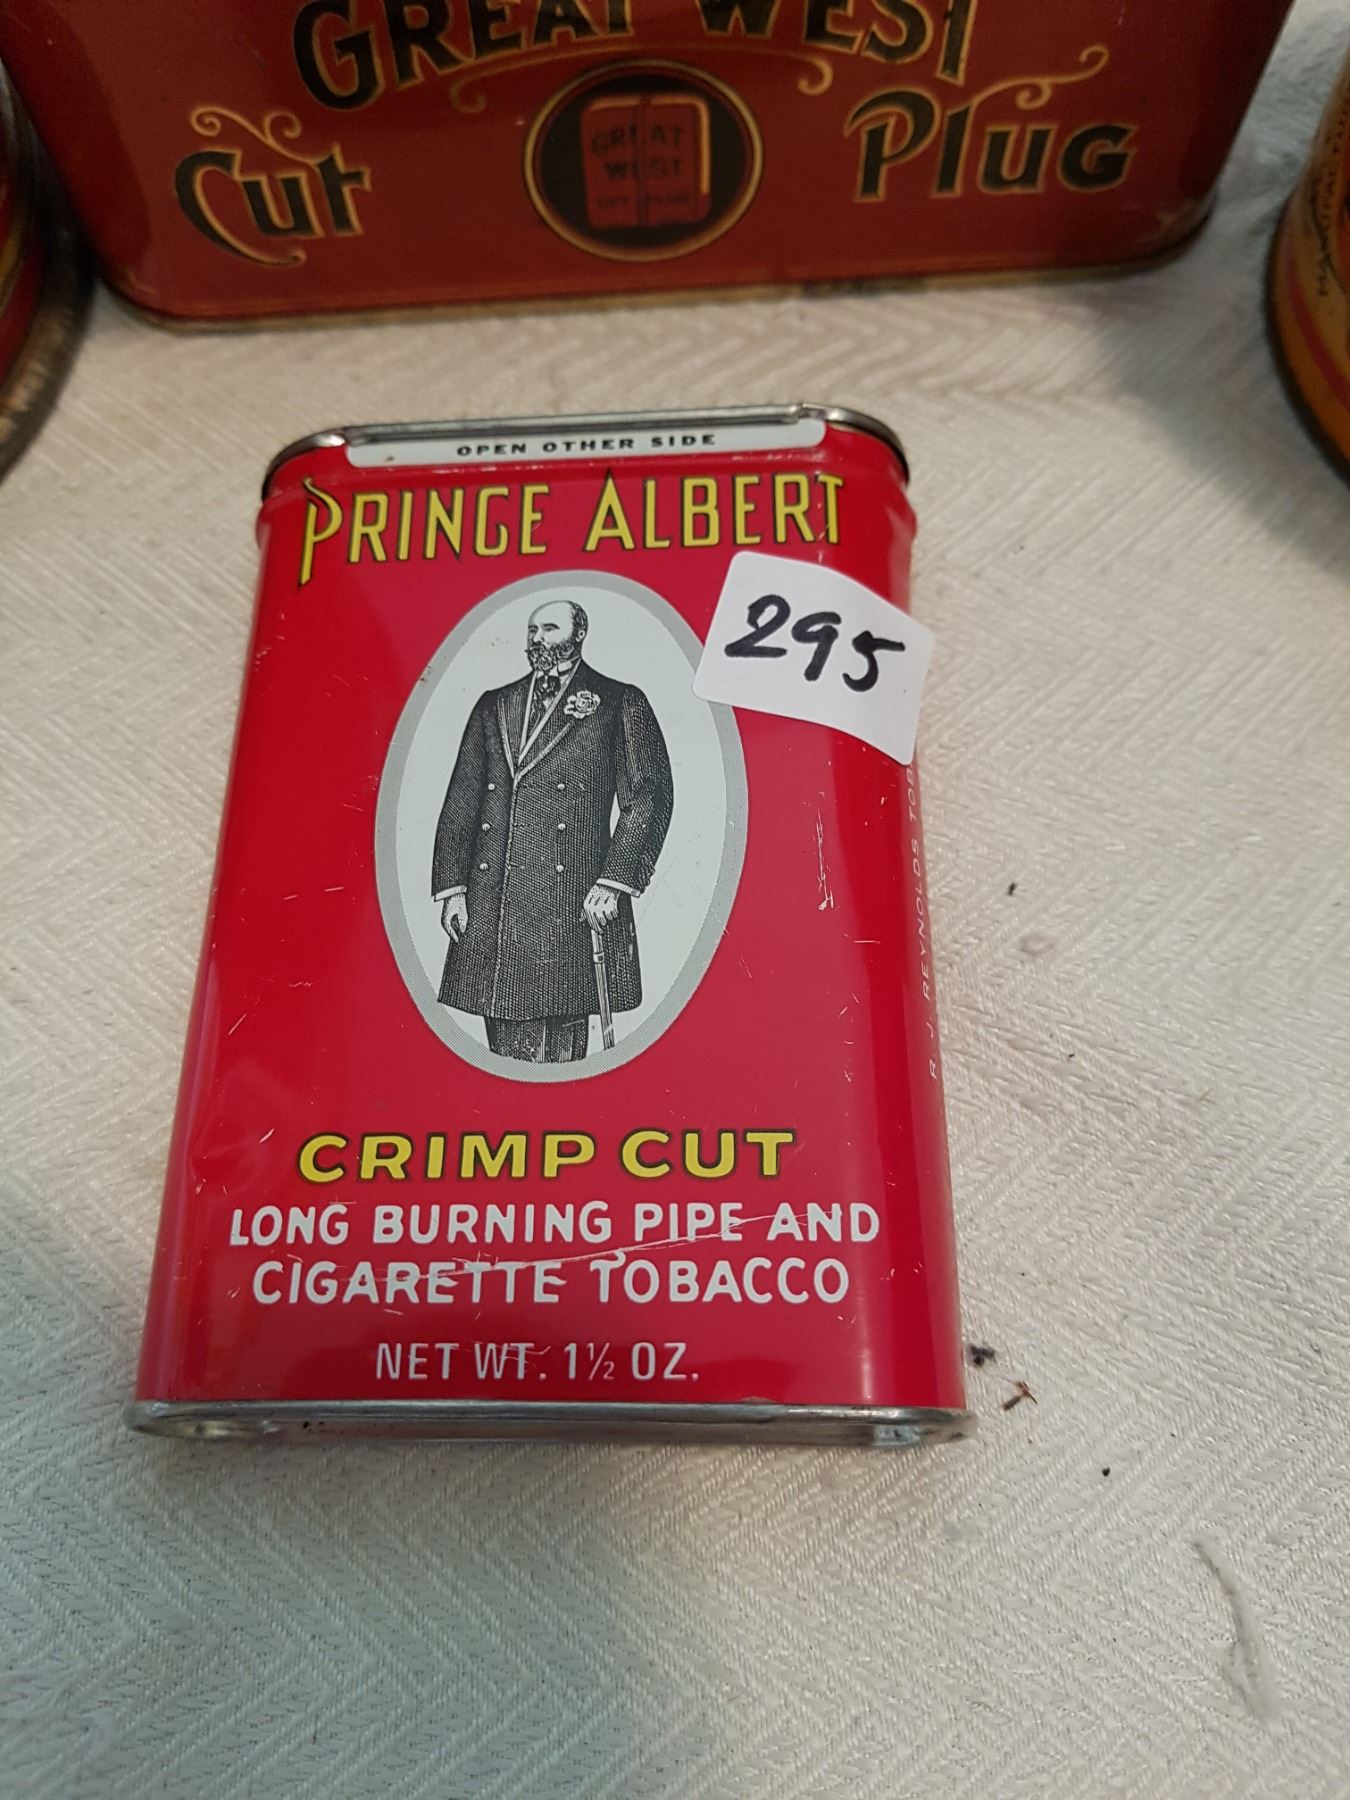 GREAT WEST
Cut
GREAT
WEST
Plug
OPEN OTHER SIDE
PRINCE ALBERT
295
R. J. REYNOLDS
CRIMP CUT
LONG BURNING PIPE AND
CIGARETTE TOBACCO
NET WT. 1½ OZ.